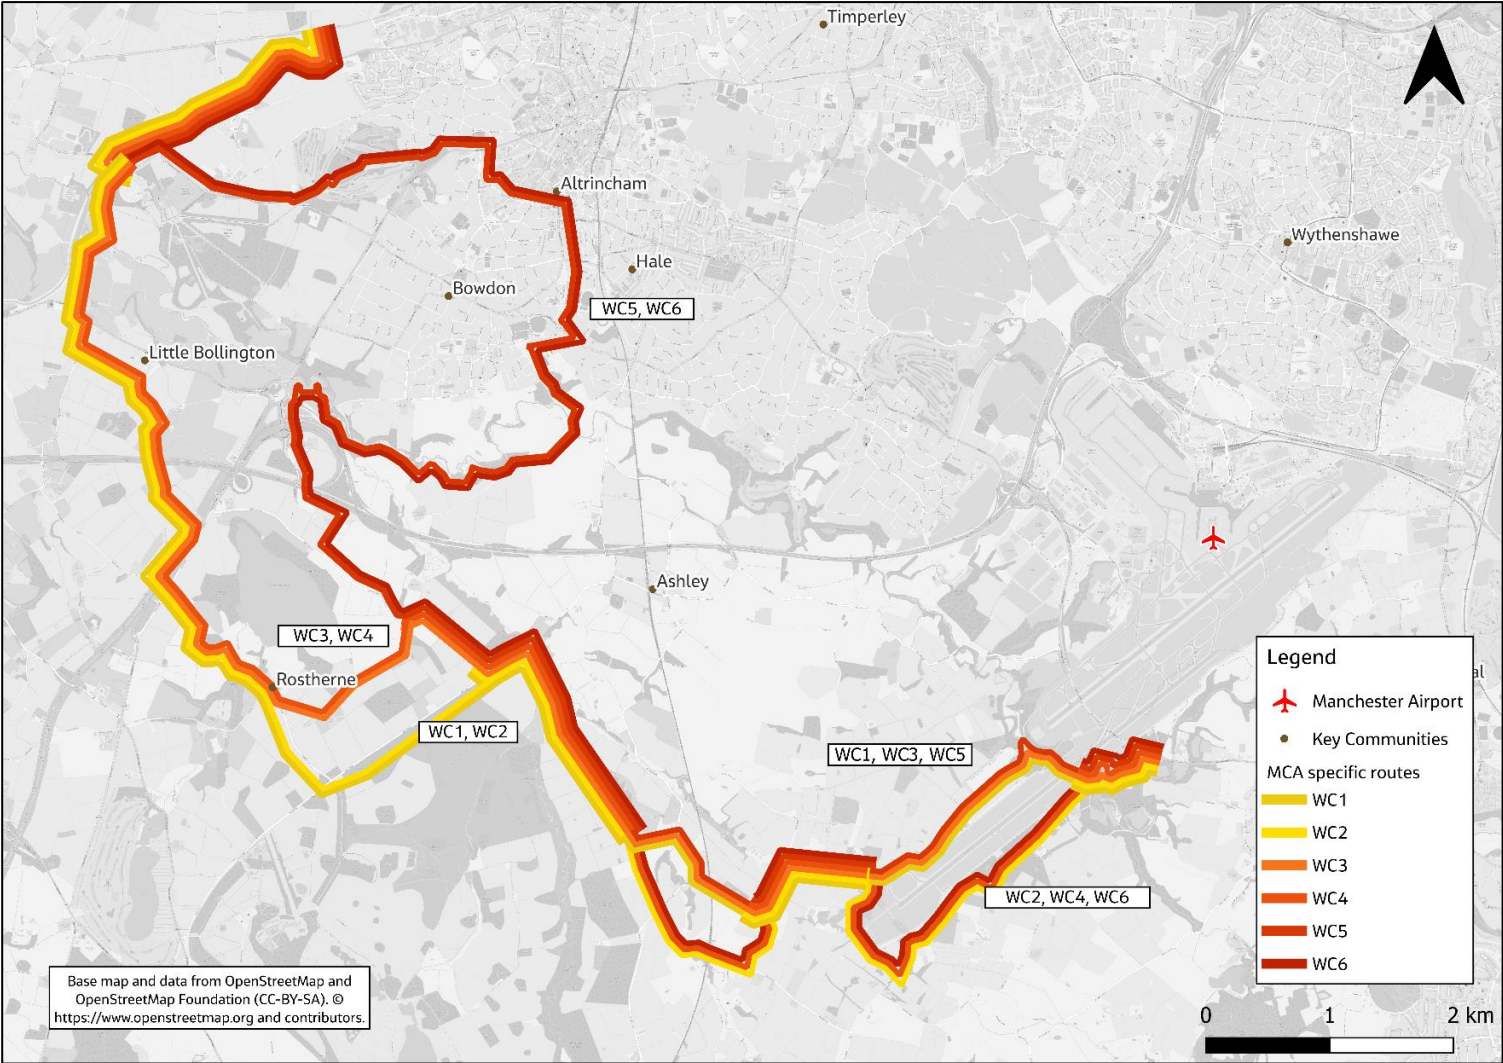 Timperley
Altrincham
Wythenshawe
Hale
Bowdon
WC5, WC6
Little Bollington
Ashley
WC3, WC4
Rostherne
WC1, WC2
WC1, WC3, WC5
WC2, WC4, WC6
Legend
Manchester Airport
Key Communities
MCA specific routes
WC1
WC2
WC3
WC4
WC5
WC6
al
Base map and data from OpenStreetMap and
OpenStreetMap Foundation (CC-BY-SA). ©
https://www.openstreetmap.org and contributors.
0 1 2 km